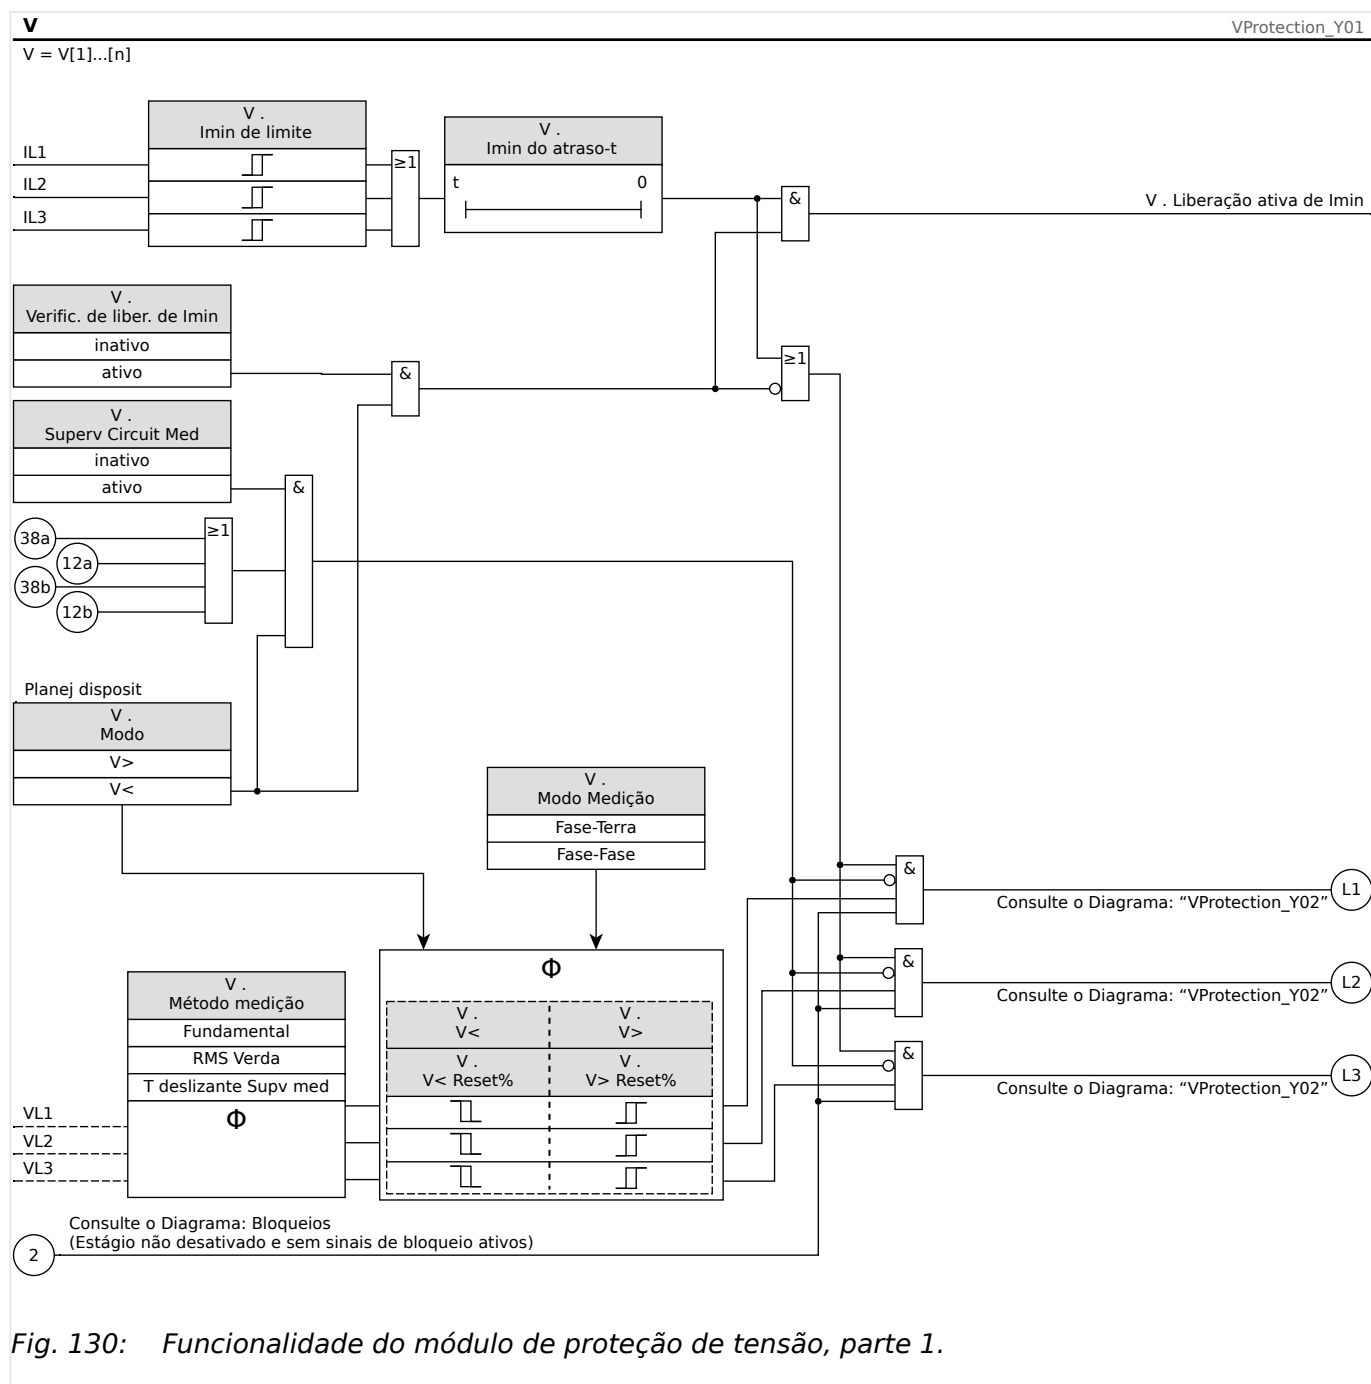 V
VProtection_Y01
V = V[1]...[n]
V .
Imin de limite
IL1
IL2
IL3
≥1
V .
Imin do atraso-t
t
0
&
V . Liberação ativa de Imin
V .
Verific. de liber. de Imin
inativo
ativo
&
≥1
V .
Superv Circuit Med
inativo
ativo
&
38a
12a
38b
12b
≥1
Planej disposit
V .
Modo
V>
V<
V .
Modo Medição
Fase-Terra
Fase-Fase
&
L1
Consulte o Diagrama: “VProtection_Y02”
&
L2
Consulte o Diagrama: “VProtection_Y02”
&
L3
Consulte o Diagrama: “VProtection_Y02”
V .
Método medição
Fundamental
RMS Verda
T deslizante Supv med
Φ
VL1
VL2
VL3
Φ
V .
V<
V .
V>
V .
V< Reset%
V .
V> Reset%
Consulte o Diagrama: Bloqueios
(Estágio não desativado e sem sinais de bloqueio ativos)
2
Fig. 130: Funcionalidade do módulo de proteção de tensão, parte 1.